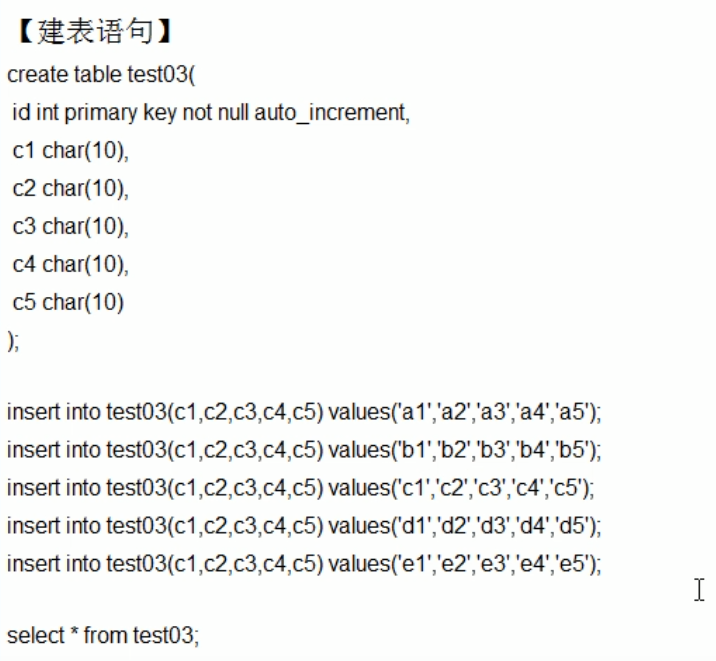 【建表语句】
create table test03(
id int primary key not null auto_increment,
c1 char(10),
c2 char(10),
c3 char(10),
c4 char(10),
c5 char(10)
);
insert into test03(c1,c2,c3,c4,c5) values('a1','a2','a3','a4','a5');
insert into test03(c1,c2,c3,c4,c5) values('b1','b2','b3','b4','b5');
insert into test03(c1,c2,c3,c4,c5) values('c1','c2','c3','c4','c5');
insert into test03(c1,c2,c3,c4,c5) values('d1','d2','d3','d4','d5');
insert into test03(c1,c2,c3,c4,c5) values('e1','e2','e3','e4','e5');
select * from test03;